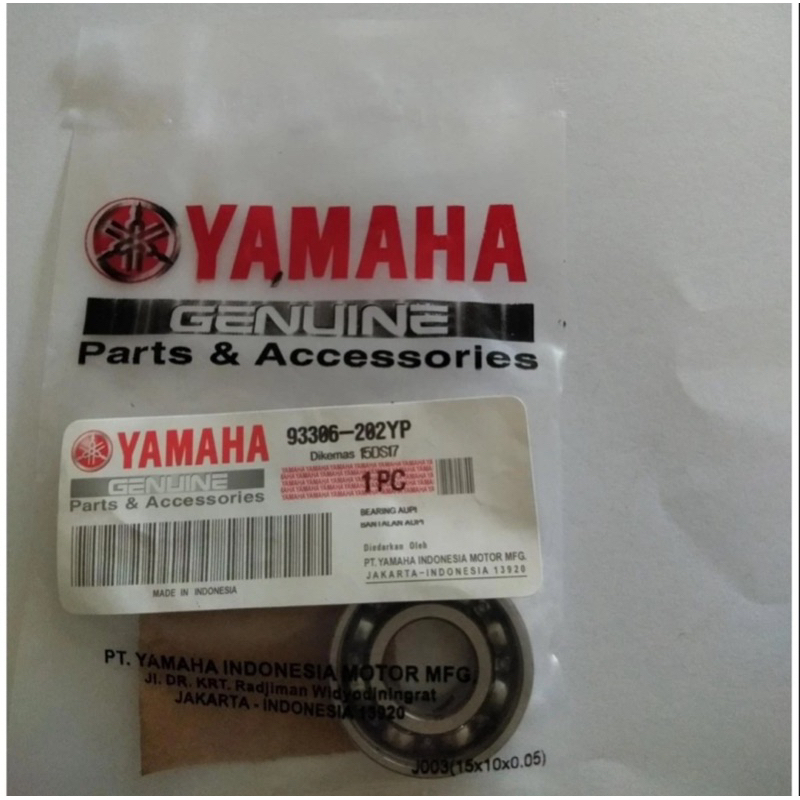 YAMAHA
GENUINE
Parts & Accessories
YAMAHA
GENUINE
Parts & Accessories
93306-202YP
Dikemas 15DS17
1 PC
BEARING
BANTALAN
Diedarkan Oleh
PT. YAMAHA INDONESIA MOTOR MFG.
JAKARTA-INDONESIA 13920
MADE IN INDONESIA
PT. YAMAHA INDONESIA MOTOR MFG.
Jl. DR. KRT. Radjiman Widyodiningrat
JAKARTA - INDONESIA 13920
J003(15x10x0.05)